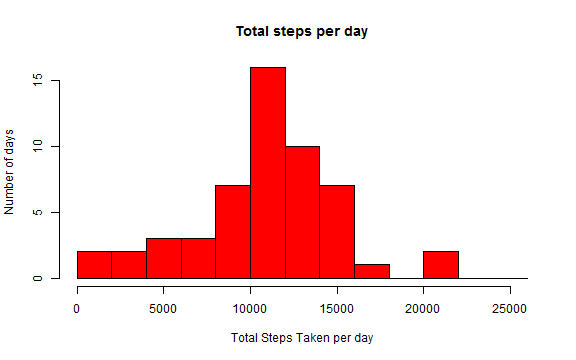 Total steps per day
Number of days
15
10
5
0
0 5000 10000 15000 20000 25000
Total Steps Taken per day